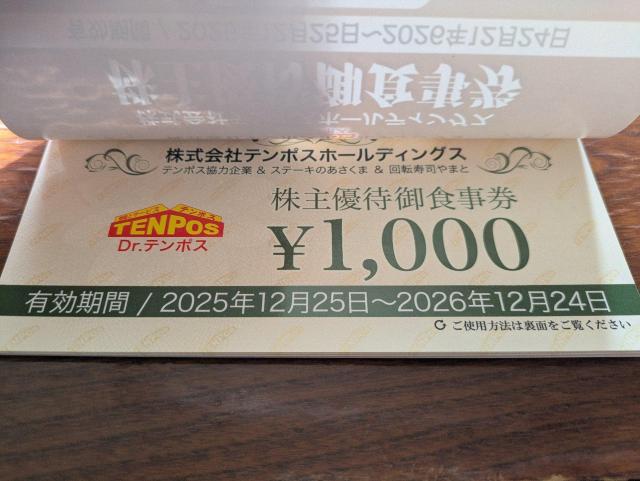 株式会社テンポスホールディングス
テンポス協力企業 & ステーキのあさくま & 回転寿司やまと
株主優待御食事券
テンポス
TENPOS
Dr.テンポス
¥1,000
有効期間 / 2025年12月25日～2026年12月24日
ご使用方法は裏面をご覧ください